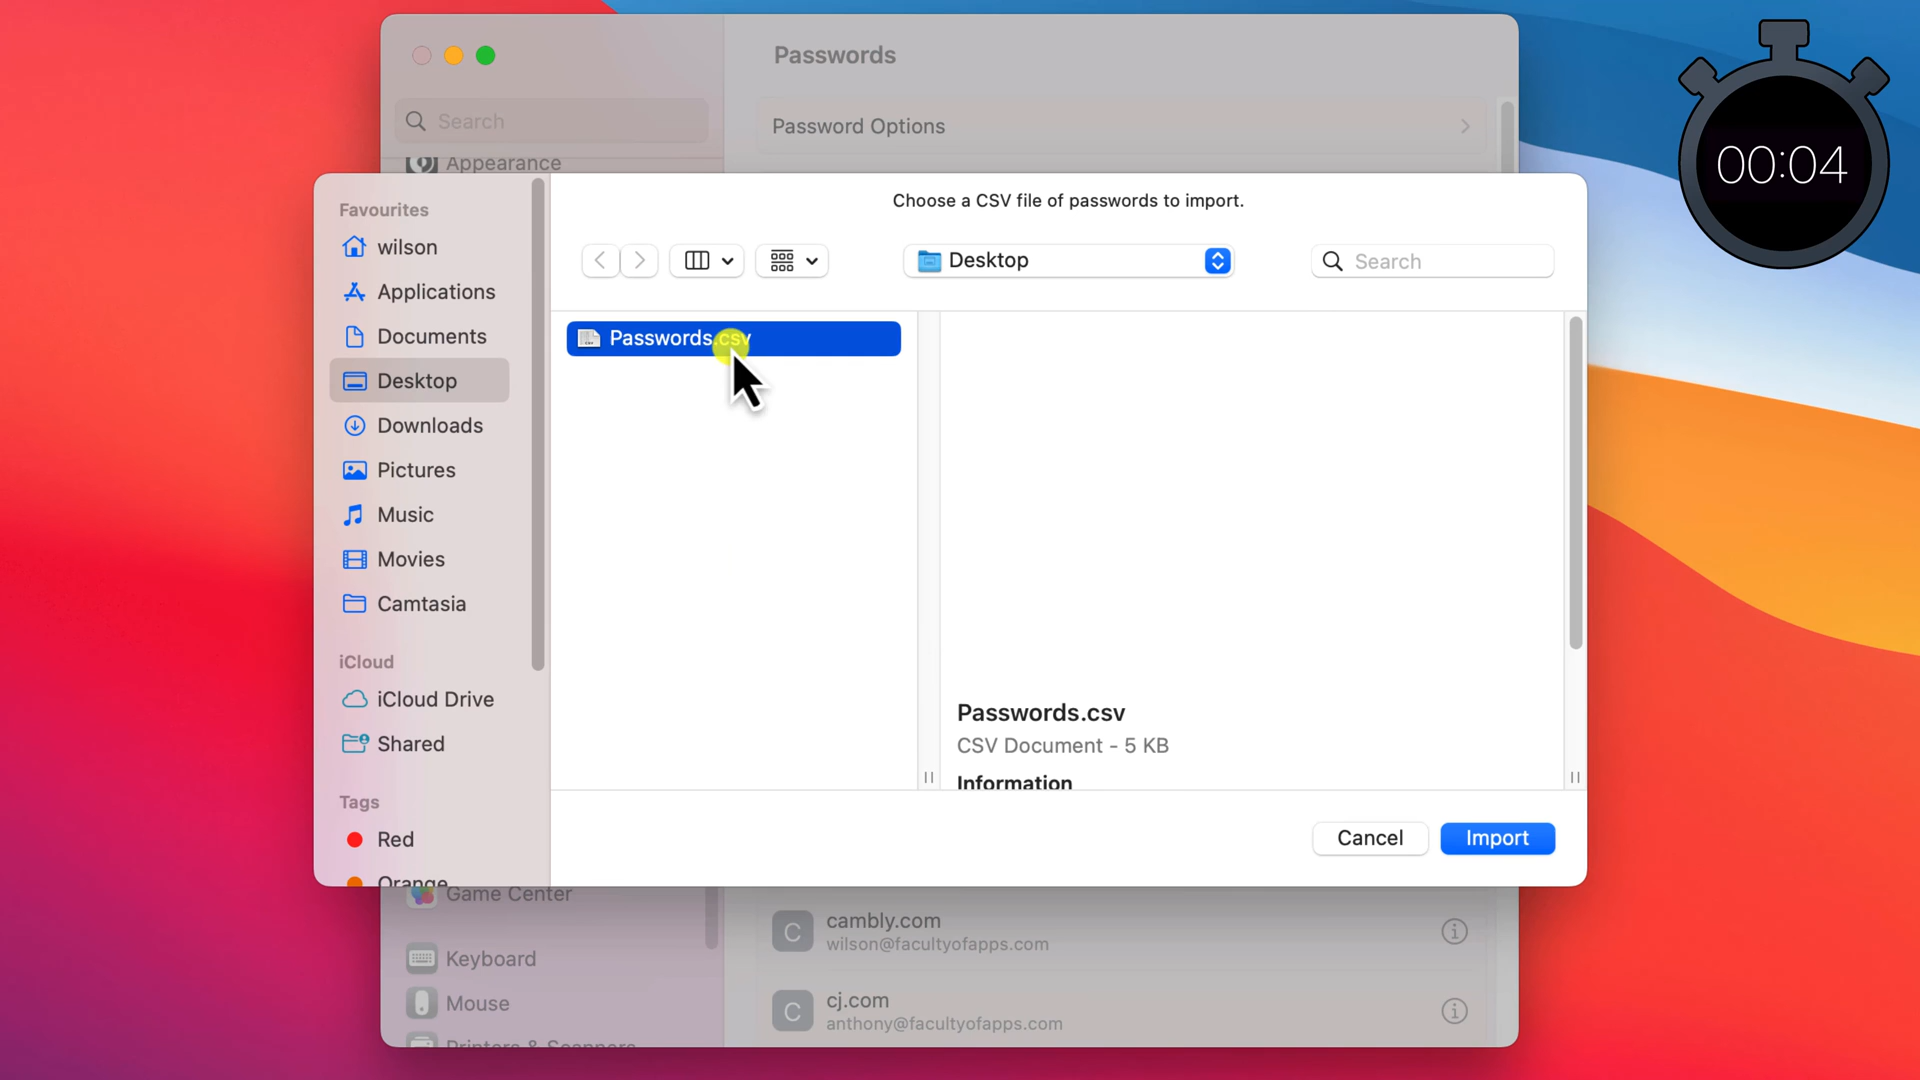 Passwords
00:04
Search
Password Options
Appearance
Choose a CSV file of passwords to import.
Favourites
wilson
Applications
Documents
Desktop
Downloads
Pictures
Music
Movies
Camtasia
iCloud
iCloud Drive
Shared
Tags
Red
Orange
Desktop
Search
Passwords.csv
Passwords.csv
CSV Document - 5 KB
Information
Cancel
Import
Game Center
Keyboard
Mouse
Printers & Scanners
C
cambly.com
wilson@facultyofapps.com
C
cj.com
anthony@facultyofapps.com